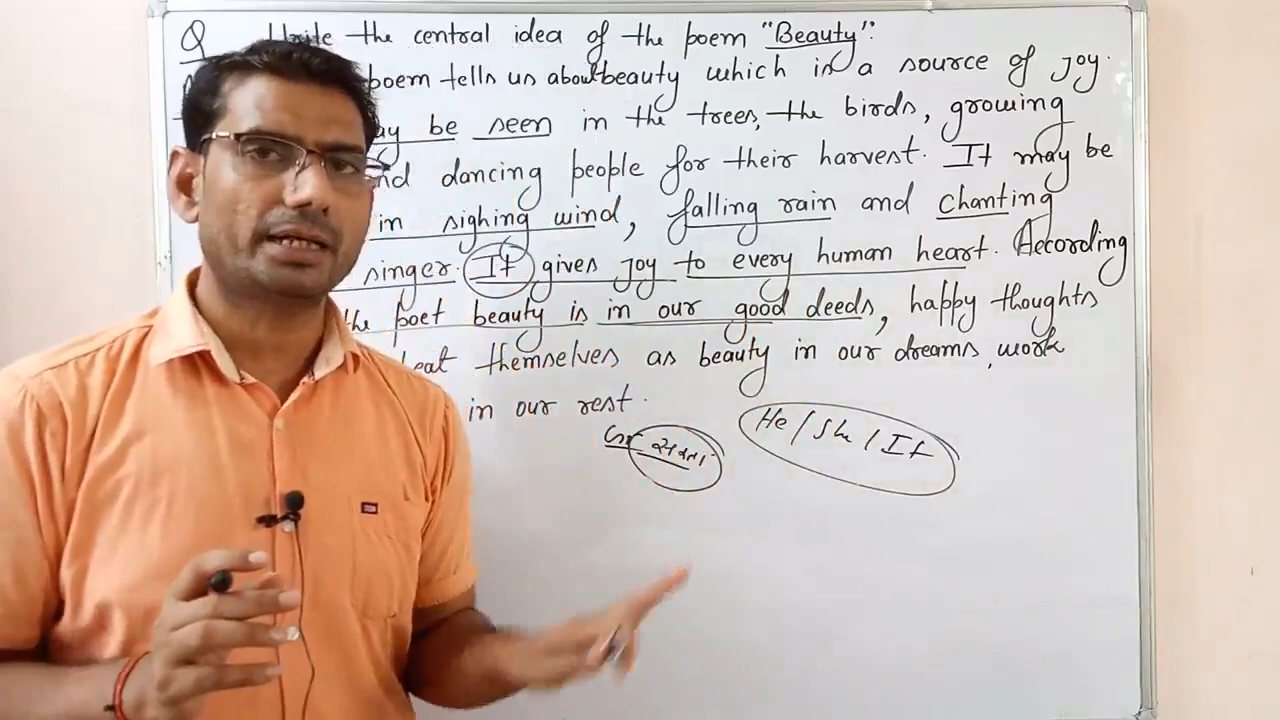 Q Write the central idea of the poem "Beauty".
poem tells us about beauty which is a source of joy.
ay be seen in the trees, the birds, growing
nd dancing people for their harvest. It may be
in sighing wind, falling rain and chanting
singer. It gives joy to every human heart. According
the poet beauty is in our good deeds, happy thoughts
eat themselves as beauty in our dreams, work
in our rest.
He / She / It